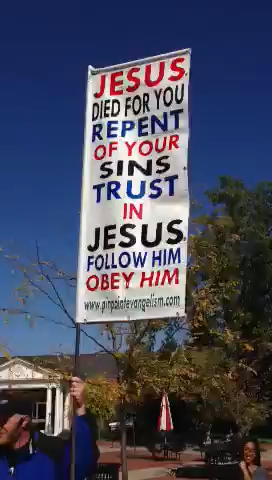 JESUS
DIED FOR YOU
REPENT
OF YOUR
SINS
TRUST
IN
JESUS
FOLLOW HIM
OBEY HIM
www.pinpointevangelism.com